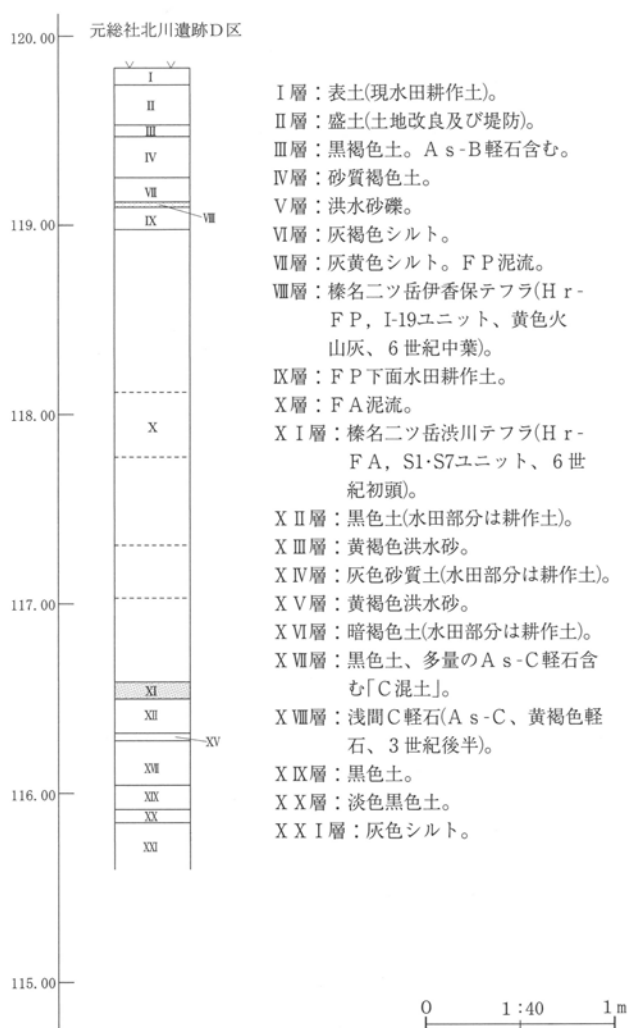 元総社北川遺跡D区
120.00
119.00
118.00
117.00
116.00
115.00
I
II
III
IV
VII
VIII
IX
X
XI
XII
XV
XVII
XIX
XX
XXI
I層：表土(現水田耕作土)。
II層：盛土(土地改良及び堤防)。
III層：黒褐色土。As-B軽石含む。
IV層：砂質褐色土。
V層：洪水砂礫。
VI層：灰褐色シルト。
VII層：灰黄色シルト。FP泥流。
VIII層：榛名二ツ岳伊香保テフラ(Hr-
FP，I-19ユニット、黄色火
山灰、6世紀中葉)。
IX層：FP下面水田耕作土。
X層：FA泥流。
XI層：榛名二ツ岳渋川テフラ(Hr-
FA，S1·S7ユニット、6世
紀初頭)。
XII層：黒色土(水田部分は耕作土)。
XIII層：黄褐色洪水砂。
XIV層：灰色砂質土(水田部分は耕作土)。
XV層：黄褐色洪水砂。
XVI層：暗褐色土(水田部分は耕作土)。
XVII層：黒色土、多量のAs-C軽石含
む「C混土」。
XVIII層：浅間C軽石(As-C、黄褐色軽
石、3世紀後半)。
XIX層：黒色土。
XX層：淡色黒色土。
XXI層：灰色シルト。
0 1:40 1m